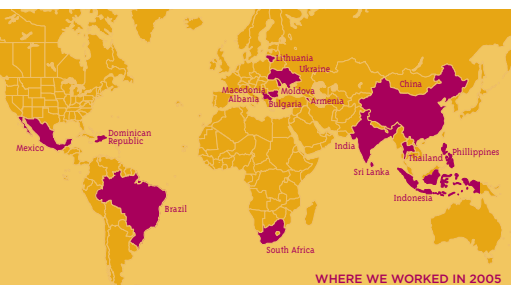 Lithuania
Ukraine
China
Macedonia
Moldova
Albania
Bulgaria
Armenia
Dominican
Republic
Mexico
India
Thailand
Phillippines
Sri Lanka
Indonesia
Brazil
South Africa
WHERE WE WORKED IN 2005